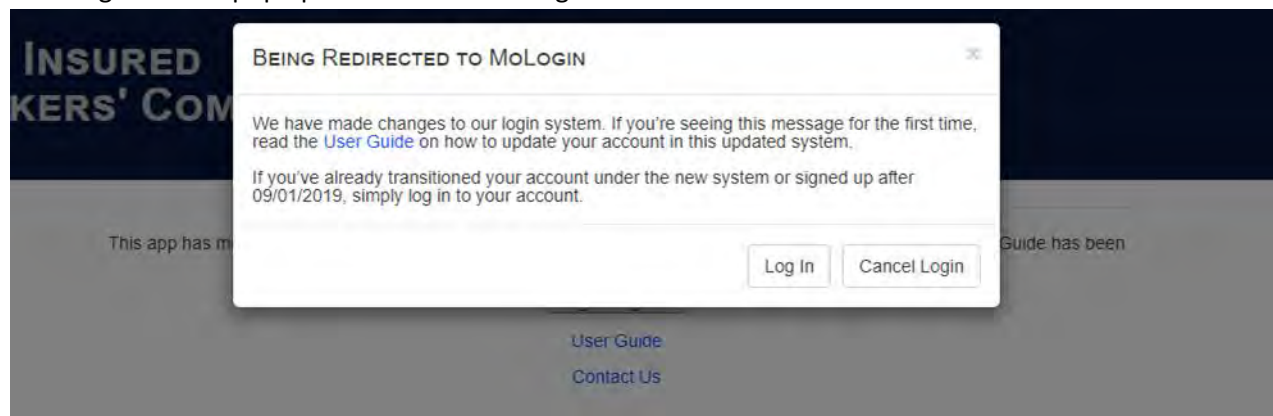 INSURED
KERS' COM
BEING REDIRECTED TO MOLOGIN
×
We have made changes to our login system. If you're seeing this message for the first time,
read the User Guide on how to update your account in this updated system.
If you've already transitioned your account under the new system or signed up after
09/01/2019, simply log in to your account.
This app has m
Guide has been
Log In Cancel Login
User Guide
Contact Us